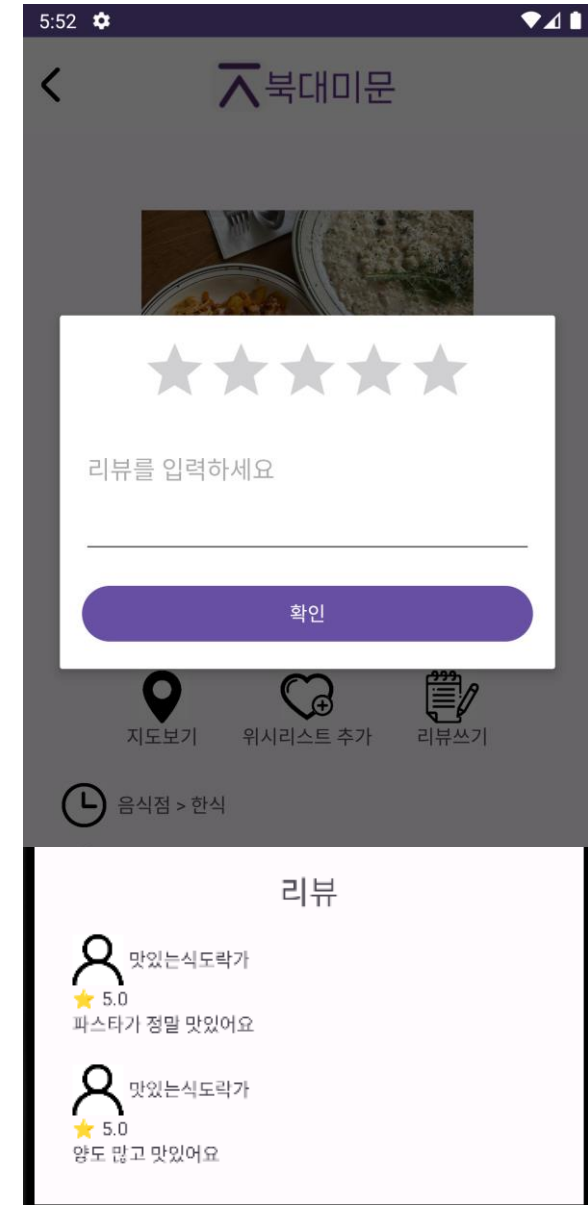 5:52
북대미문
리뷰를 입력하세요
확인
지도보기 위시리스트 추가 리뷰쓰기
음식점 > 한식
리뷰
맛있는식도락가
5.0
파스타가 정말 맛있어요
맛있는식도락가
5.0
양도 많고 맛있어요